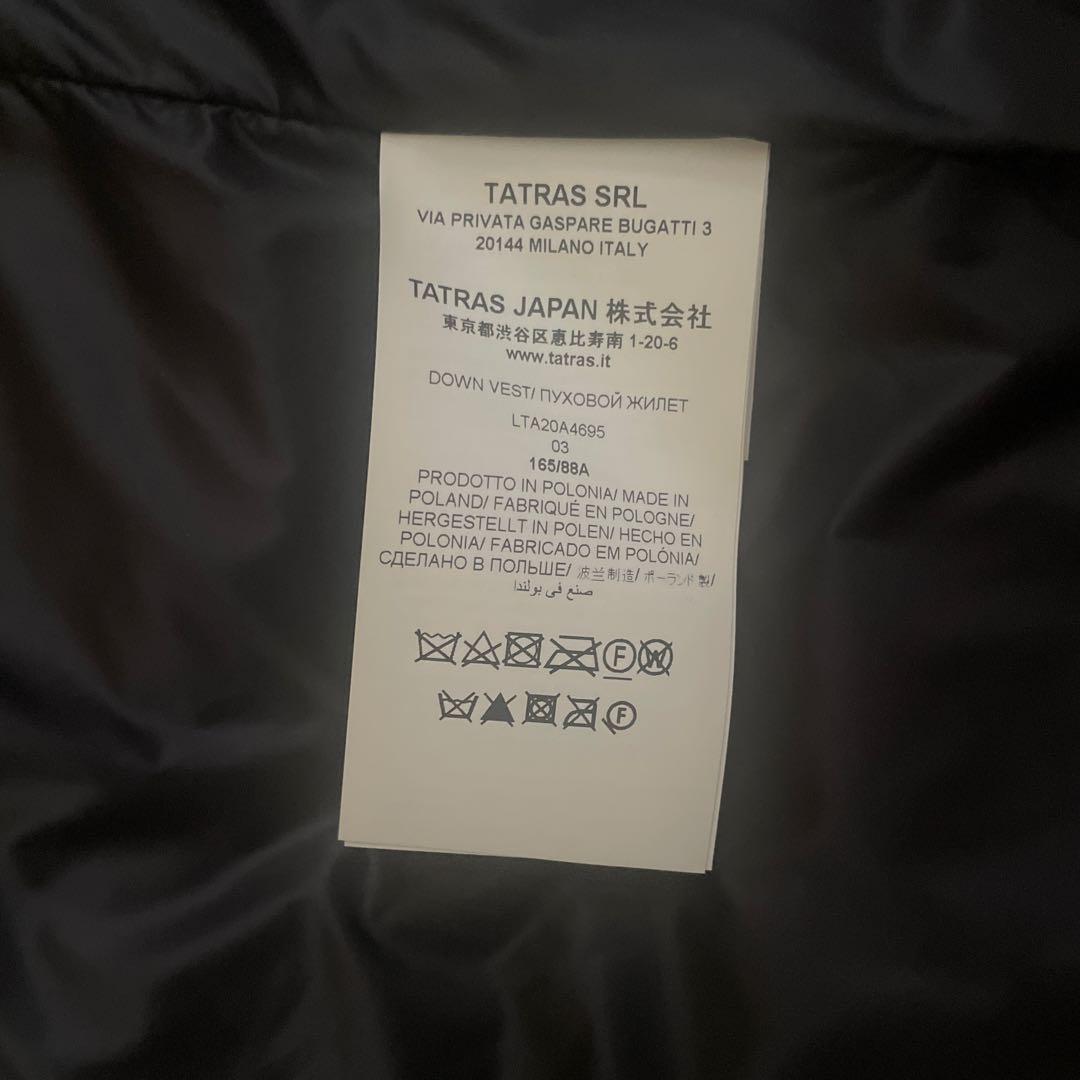 TATRAS SRL
VIA PRIVATA GASPARE BUGATTI 3
20144 MILANO ITALY
TATRAS JAPAN 株式会社
東京都渋谷区恵比寿南 1-20-6
www.tatras.it
DOWN VEST/ ПУХОВОЙ ЖИЛЕТ
LTA20A4695
03
165/88A
PRODOTTO IN POLONIA/ MADE IN
POLAND/ FABRIQUÉ EN POLOGNE/
HERGESTELLT IN POLEN/ HECHO EN
POLONIA/ FABRICADO EM POLÓNIA/
СДЕЛАНО В ПОЛЬШЕ/ 波兰制造/ ポーランド製/
صنع في بولندا
F W
F